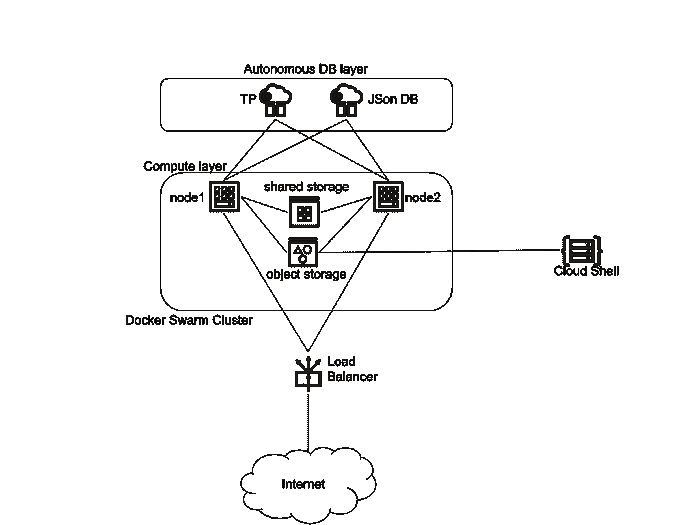 Autonomous DB layer
TP
JSon DB
Compute layer
node1
shared storage
node2
object storage
Cloud Shell
Docker Swarm Cluster
Load
Balancer
Internet